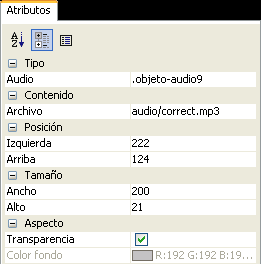 Atributos
Tipo
Audio .objeto-audio9
Contenido
Archivo audio/correct.mp3
Posición
Izquierda 222
Arriba 124
Tamaño
Ancho 200
Alto 21
Aspecto
Transparencia
Color fondo R:192 G:192 B:19...